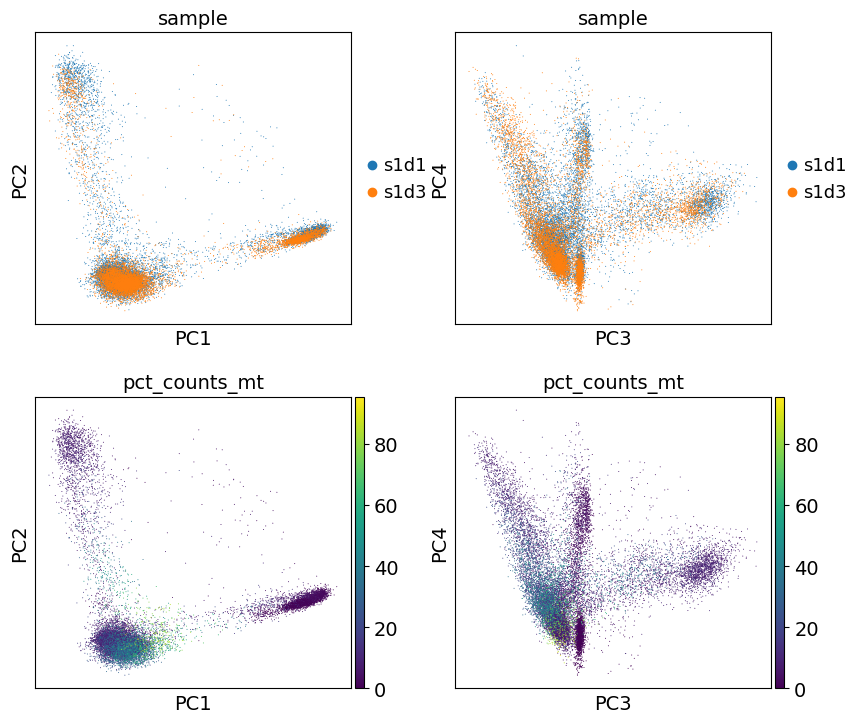 sample
PC2
PC1
s1d1
s1d3
sample
PC4
PC3
s1d1
s1d3
pct_counts_mt
PC2
PC1
80
60
40
20
0
pct_counts_mt
PC4
PC3
80
60
40
20
0